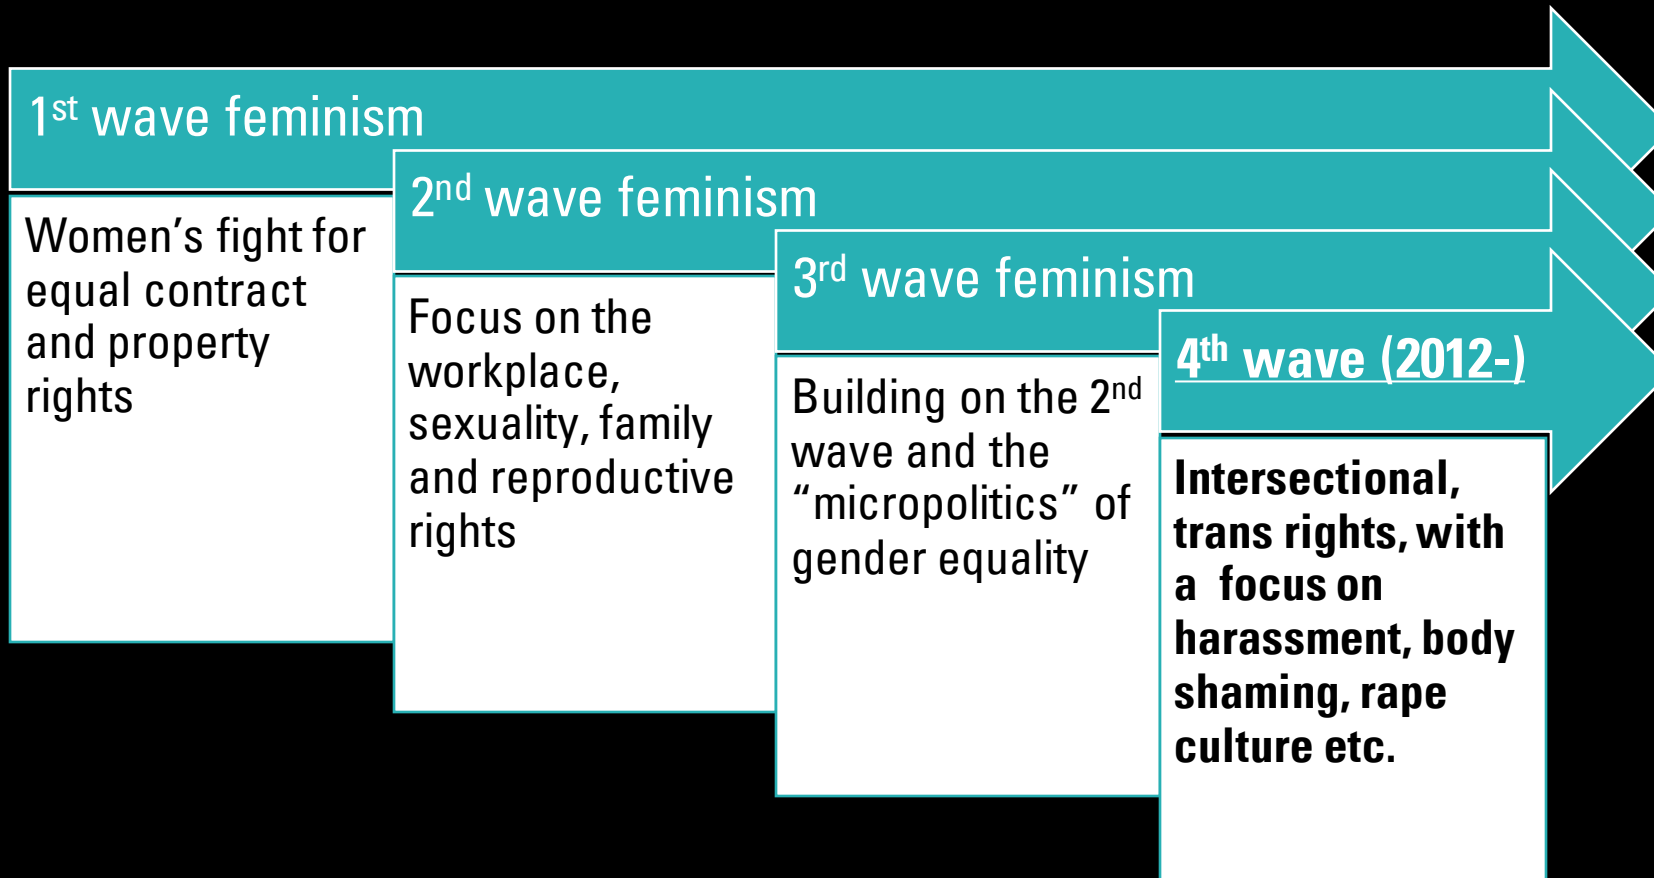 1st wave feminism
Women’s fight for
equal contract
and property
rights
2nd wave feminism
Focus on the
workplace,
sexuality, family
and reproductive
rights
3rd wave feminism
Building on the 2nd
wave and the
“micropolitics” of
gender equality
4th wave (2012-)
Intersectional,
trans rights, with
a focus on
harassment, body
shaming, rape
culture etc.